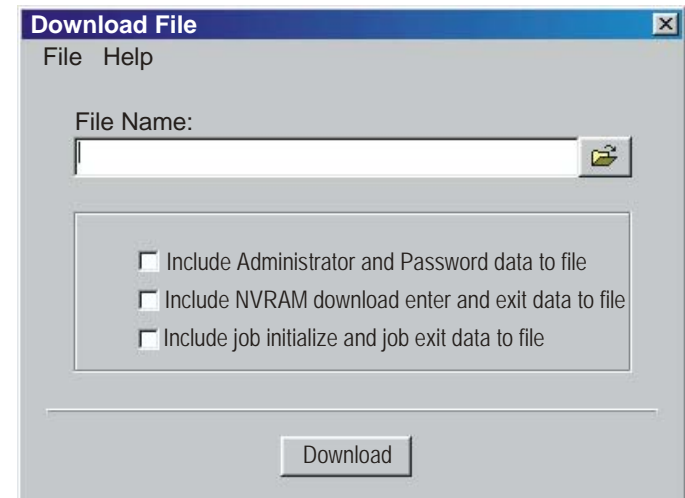 Download File
File Help
File Name:
Include Administrator and Password data to file
Include NVRAM download enter and exit data to file
Include job initialize and job exit data to file
Download